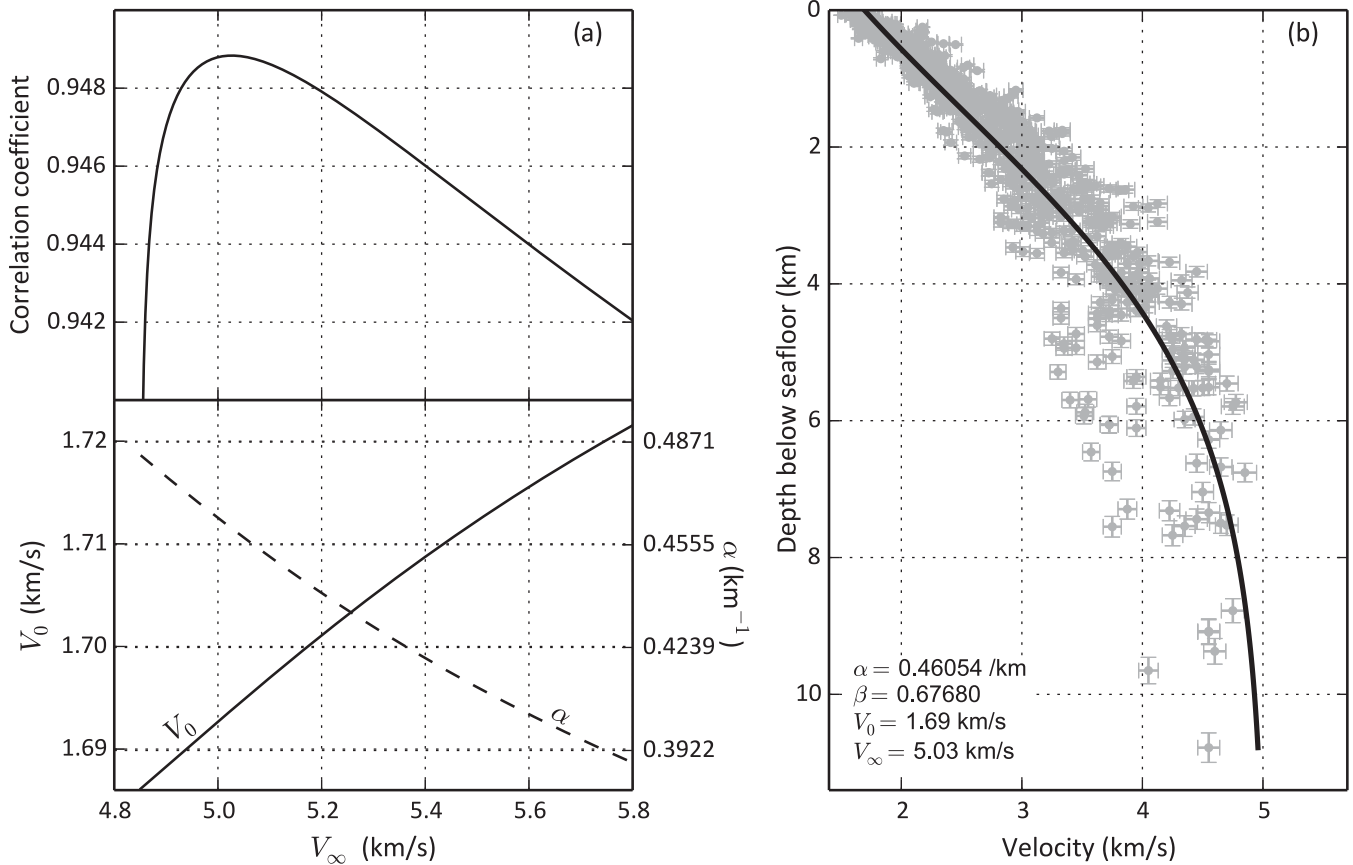 (a)
Correlation coefficient
0.948
0.946
0.944
0.942
1.72
1.71
1.70
1.69
V₀ (km/s)
V₀
α
0.4871
0.4555
0.4239
0.3922
α (km⁻¹)
4.8 5.0 5.2 5.4 5.6 5.8
V∞ (km/s)
(b)
Depth below seafloor (km)
0
2
4
6
8
10
α = 0.46054 /km
β = 0.67680
V₀ = 1.69 km/s
V∞ = 5.03 km/s
2 3 4 5
Velocity (km/s)